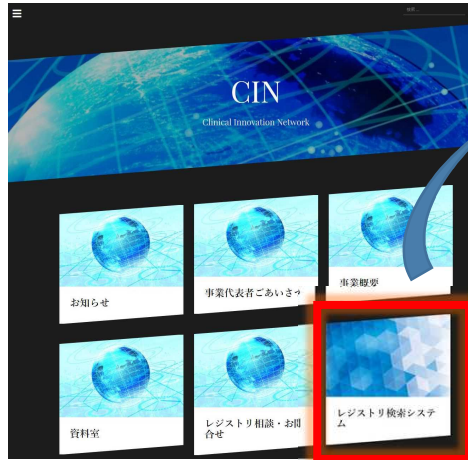 CIN
Clinical Innovation Network
お知らせ
事業代表者ごあいさつ
事業概要
資料室
レジストリ相談・お問
合せ
レジストリ検索システ
ム